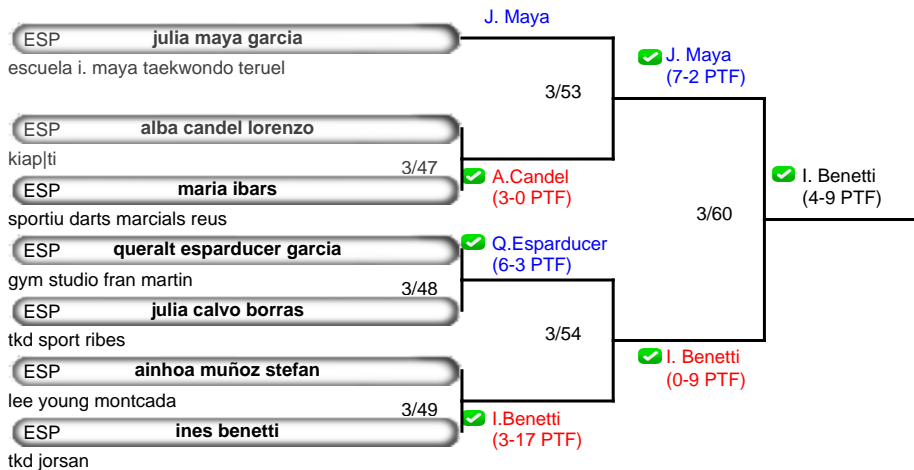 J. Maya
ESP julia maya garcia
escuela i. maya taekwondo teruel
J. Maya
(7-2 PTF)
3/53
ESP alba candel lorenzo
kiap|ti
3/47
A.Candel
(3-0 PTF)
ESP maria ibars
sportiu darts marcials reus
I. Benetti
(4-9 PTF)
3/60
ESP queralt esparducer garcia
gym studio fran martin
Q.Esparducer
(6-3 PTF)
3/48
ESP julia calvo borras
tkd sport ribes
3/54
I. Benetti
(0-9 PTF)
ESP ainhoa muñoz stefan
lee young montcada
3/49
I.Benetti
(3-17 PTF)
ESP ines benetti
tkd jorsan